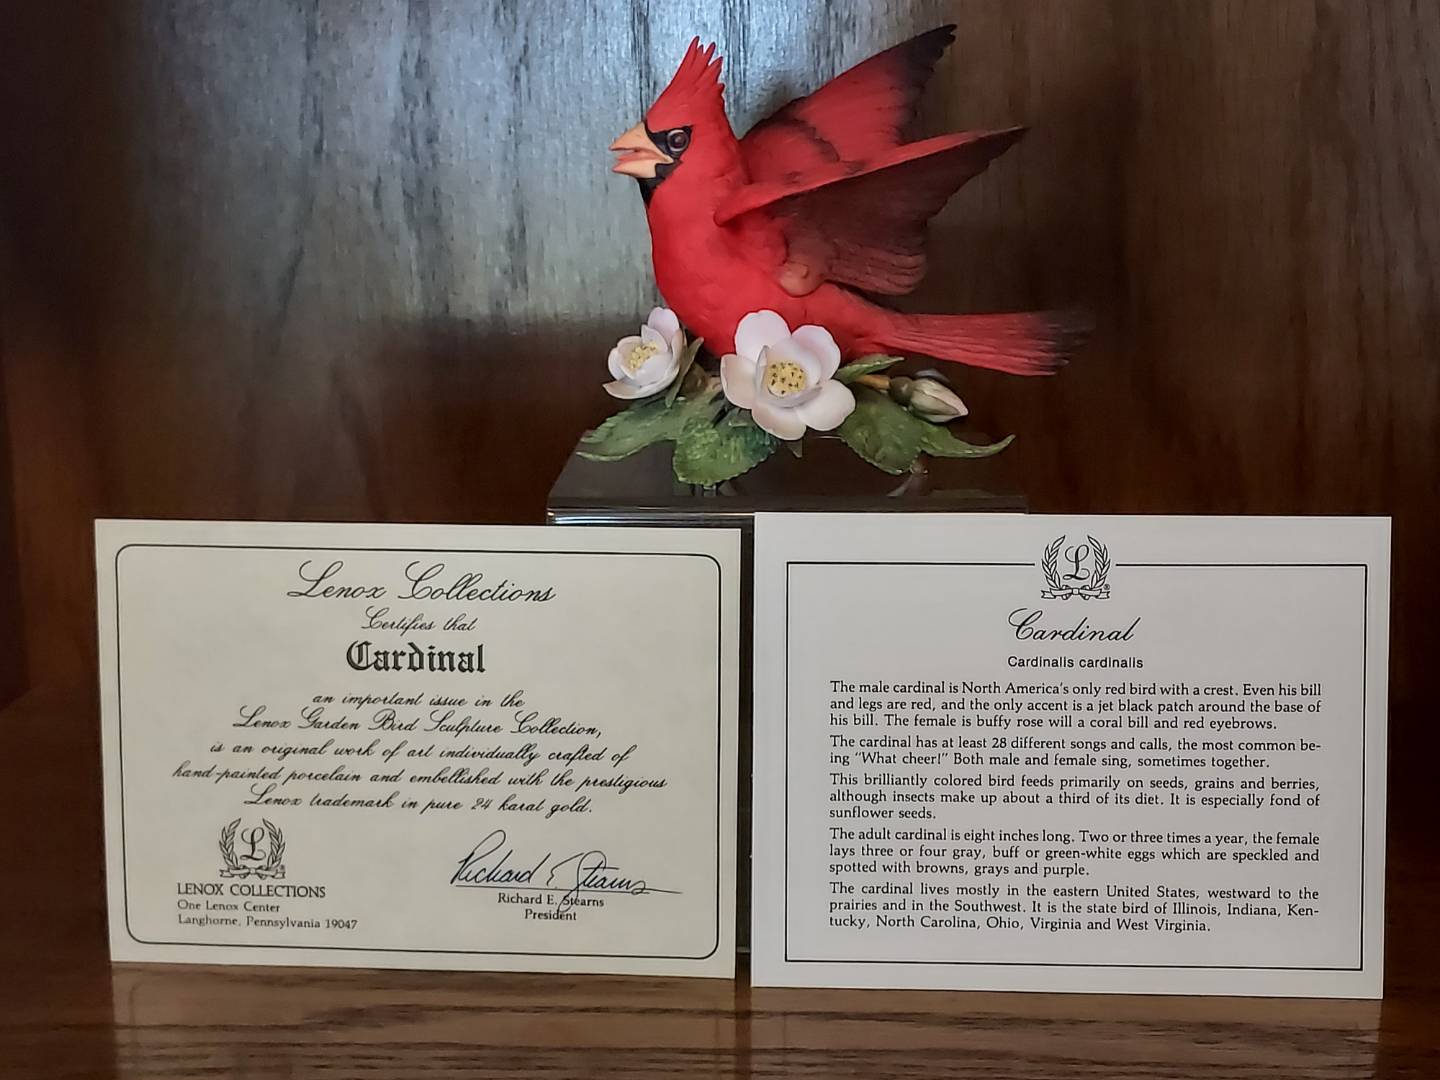 Lenox Collections
Certifies that
Cardinal
an important issue in the
Lenox Garden Bird Sculpture Collection,
is an original work of art individually crafted of
hand-painted porcelain and embellished with the prestigious
Lenox trademark in pure 24 karat gold.
L
LENOX COLLECTIONS
One Lenox Center
Langhorne, Pennsylvania 19047
Richard E. Stearns
Richard E. Stearns
President
L
®
Cardinal
Cardinalis cardinalis
The male cardinal is North America's only red bird with a crest. Even his bill
and legs are red, and the only accent is a jet black patch around the base of
his bill. The female is buffy rose will a coral bill and red eyebrows.
The cardinal has at least 28 different songs and calls, the most common be-
ing "What cheer!" Both male and female sing, sometimes together.
This brilliantly colored bird feeds primarily on seeds, grains and berries,
although insects make up about a third of its diet. It is especially fond of
sunflower seeds.
The adult cardinal is eight inches long. Two or three times a year, the female
lays three or four gray, buff or green-white eggs which are speckled and
spotted with browns, grays and purple.
The cardinal lives mostly in the eastern United States, westward to the
prairies and in the Southwest. It is the state bird of Illinois, Indiana, Ken-
tucky, North Carolina, Ohio, Virginia and West Virginia.